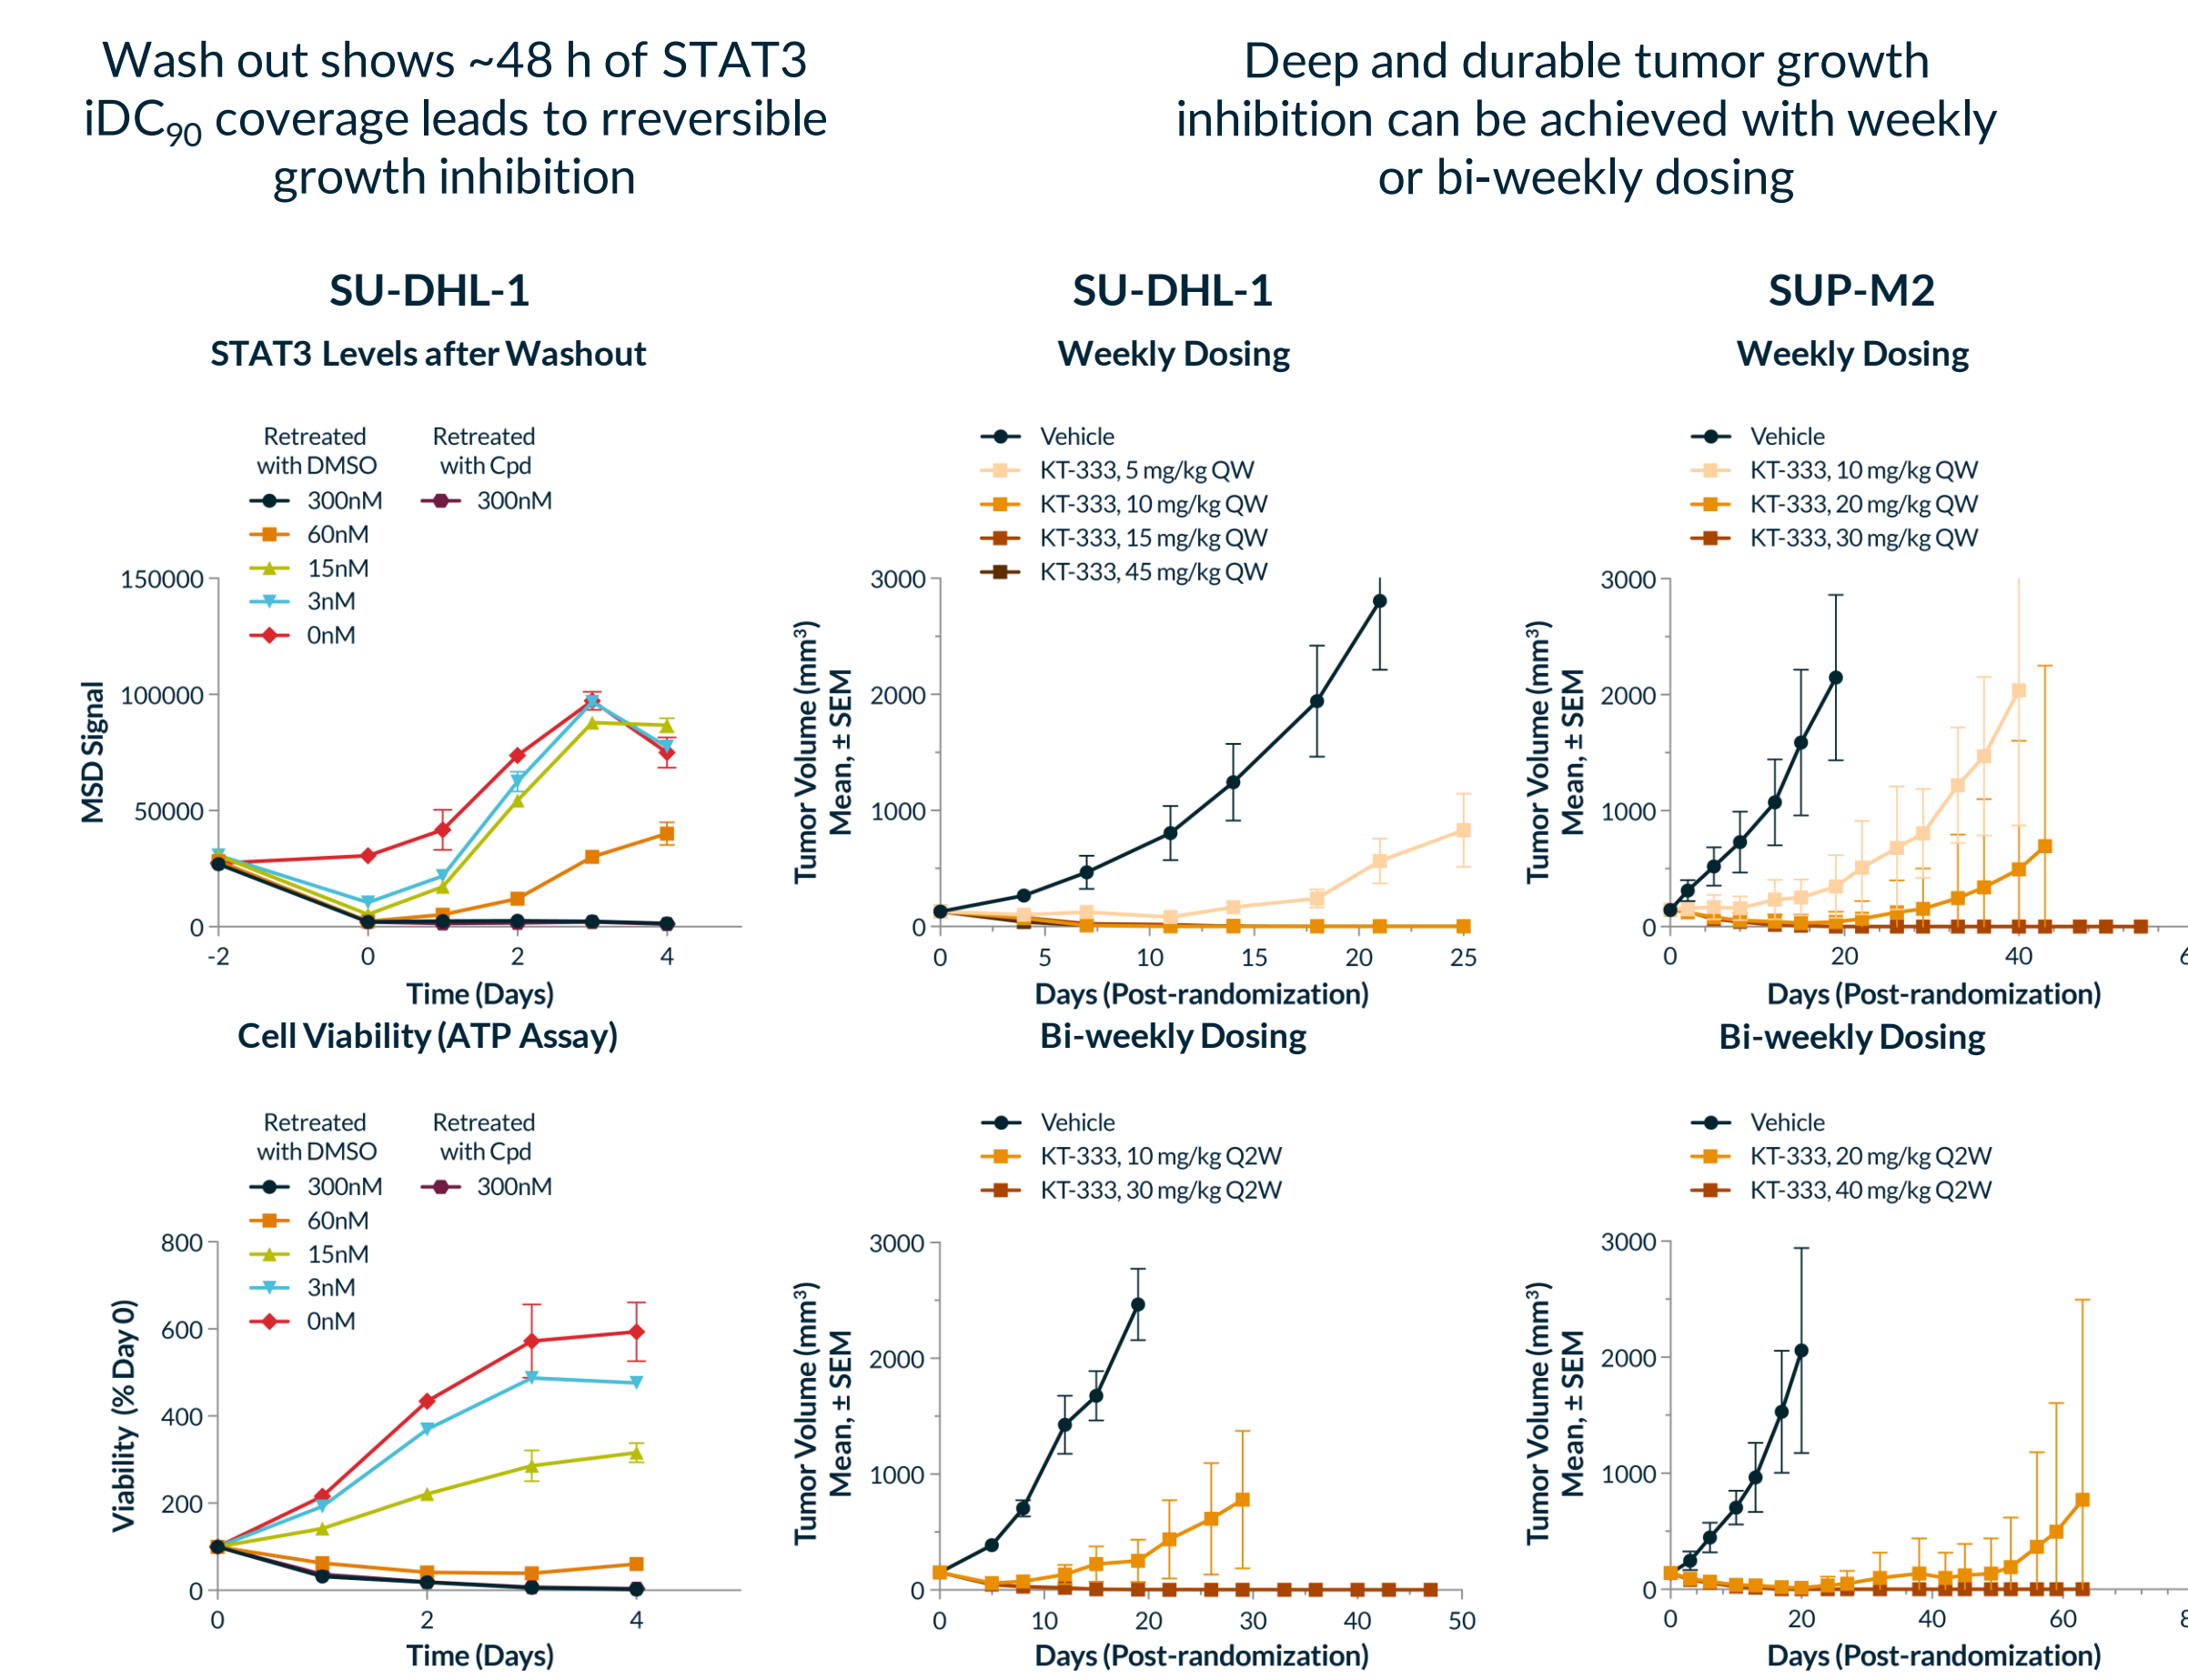 Wash out shows ~48 h of STAT3
iDC90 coverage leads to rreversible
growth inhibition
Deep and durable tumor growth
inhibition can be achieved with weekly
or bi-weekly dosing
SU-DHL-1
STAT3 Levels after Washout
Retreated
with DMSO
Retreated
with Cpd
300nM
300nM
60nM
15nM
3nM
0nM
150000
100000
50000
0
MSD Signal
-2
0
2
4
Time (Days)
SU-DHL-1
Weekly Dosing
Vehicle
KT-333, 5 mg/kg QW
KT-333, 10 mg/kg QW
KT-333, 15 mg/kg QW
KT-333, 45 mg/kg QW
3000
2000
1000
0
Tumor Volume (mm³)
Mean, ± SEM
0
5
10
15
20
25
Days (Post-randomization)
SUP-M2
Weekly Dosing
Vehicle
KT-333, 10 mg/kg QW
KT-333, 20 mg/kg QW
KT-333, 30 mg/kg QW
3000
2000
1000
0
Tumor Volume (mm³)
Mean, ± SEM
0
20
40
Days (Post-randomization)
Cell Viability (ATP Assay)
Retreated
with DMSO
Retreated
with Cpd
300nM
300nM
60nM
15nM
3nM
0nM
800
600
400
200
0
Viability (% Day 0)
0
2
4
Time (Days)
Bi-weekly Dosing
Vehicle
KT-333, 10 mg/kg Q2W
KT-333, 30 mg/kg Q2W
3000
2000
1000
0
Tumor Volume (mm³)
Mean, ± SEM
0
10
20
30
40
50
Days (Post-randomization)
Bi-weekly Dosing
Vehicle
KT-333, 20 mg/kg Q2W
KT-333, 40 mg/kg Q2W
3000
2000
1000
0
Tumor Volume (mm³)
Mean, ± SEM
0
20
40
60
Days (Post-randomization)